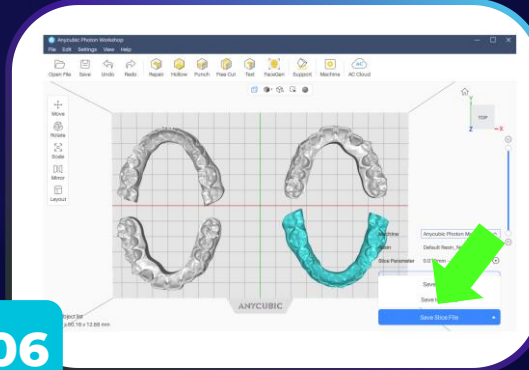 Anycubic Photon Workshop
File Edit Settings View Help
Open File Save Undo Redo Repair Hollow Punch Free Cut Text FaceGen Support Machine AC Cloud
Move
Rotate
Scale
Mirror
Layout
Y
TOP
Z
X
Machine
Anycubic Photon
Default Resin
Slice Parameter
ANYCUBIC
Save Slice File
06